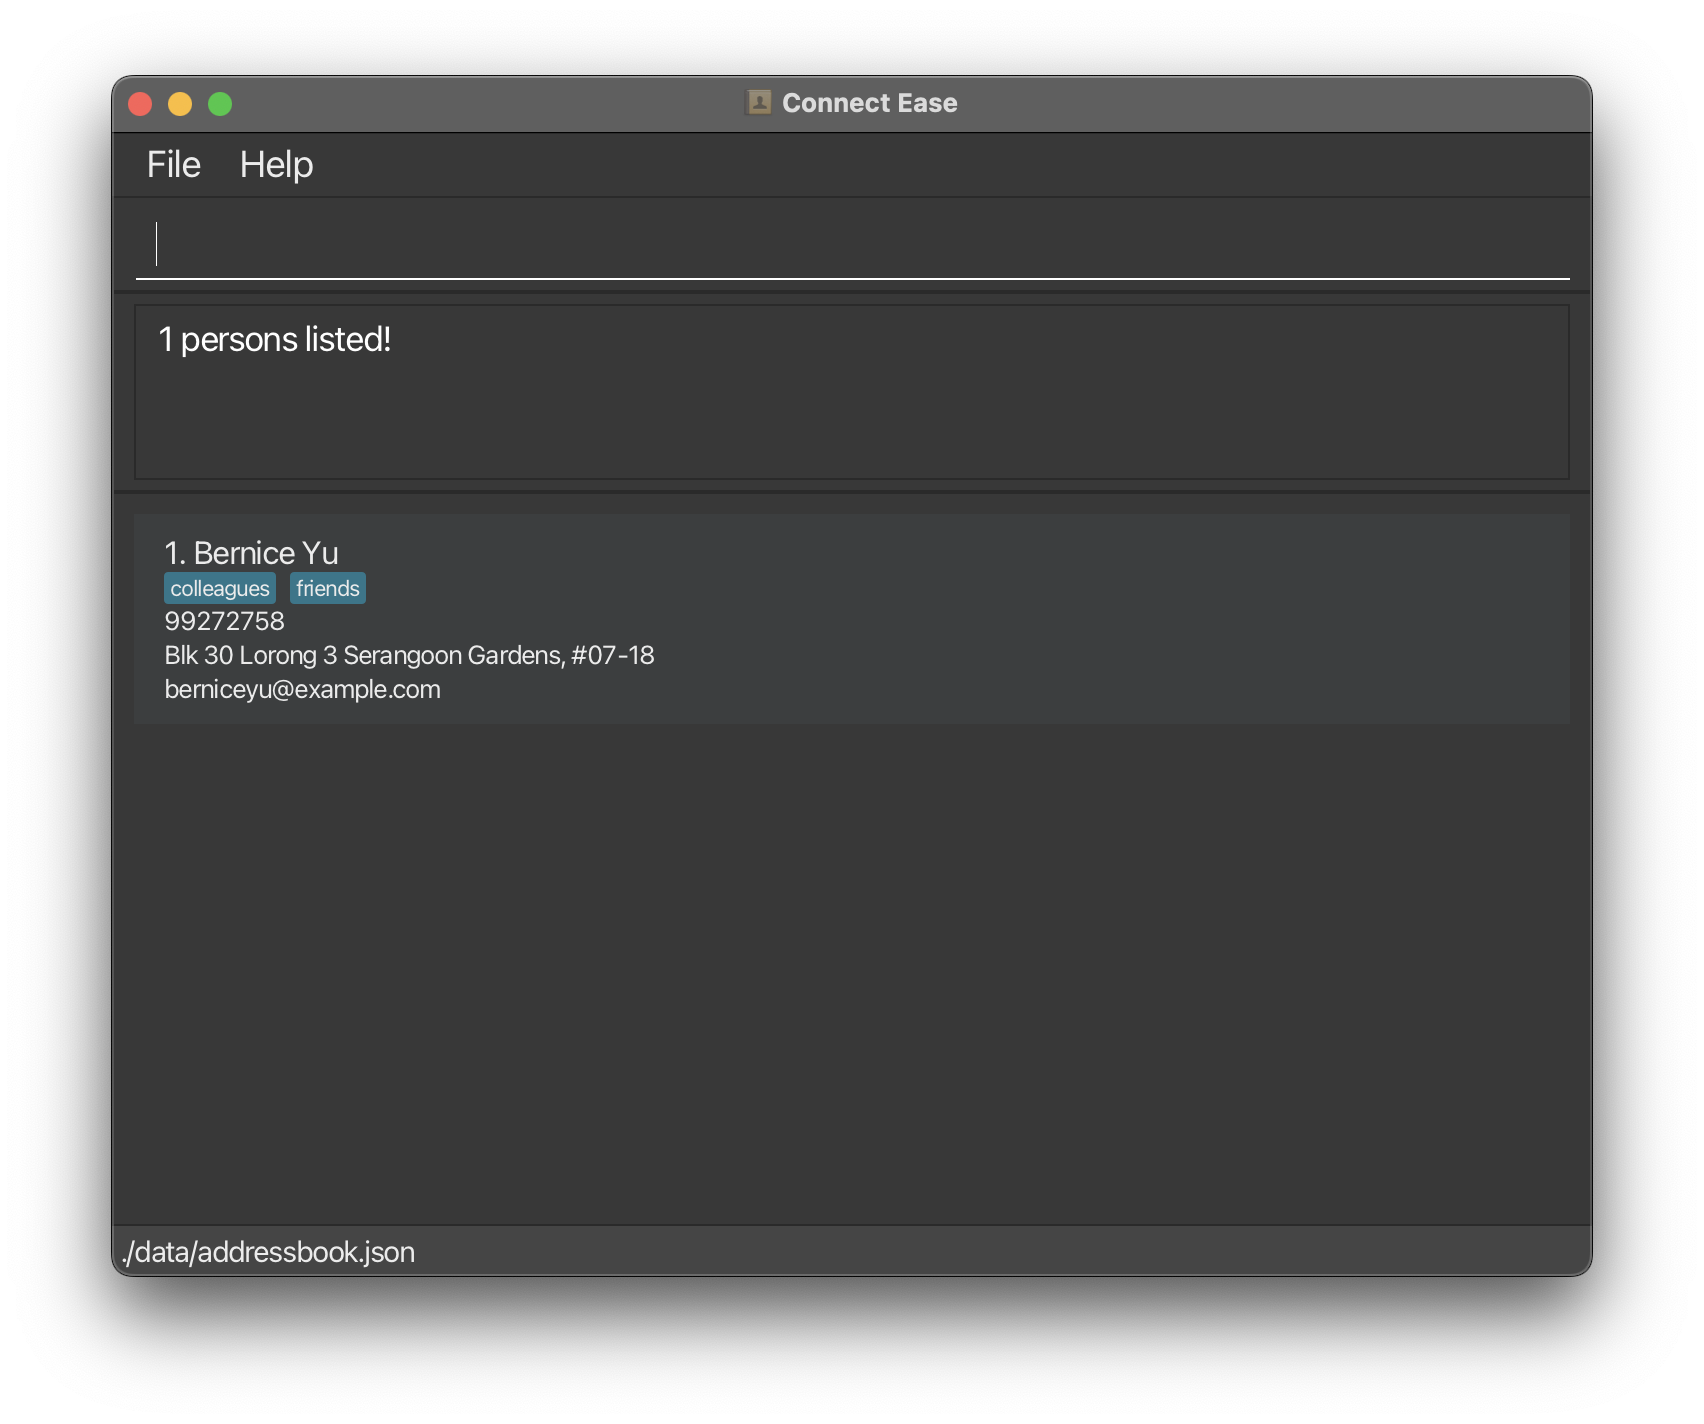 Connect Ease
File Help
1 persons listed!
1. Bernice Yu
colleagues friends
99272758
Blk 30 Lorong 3 Serangoon Gardens, #07-18
berniceyu@example.com
./data/addressbook.json